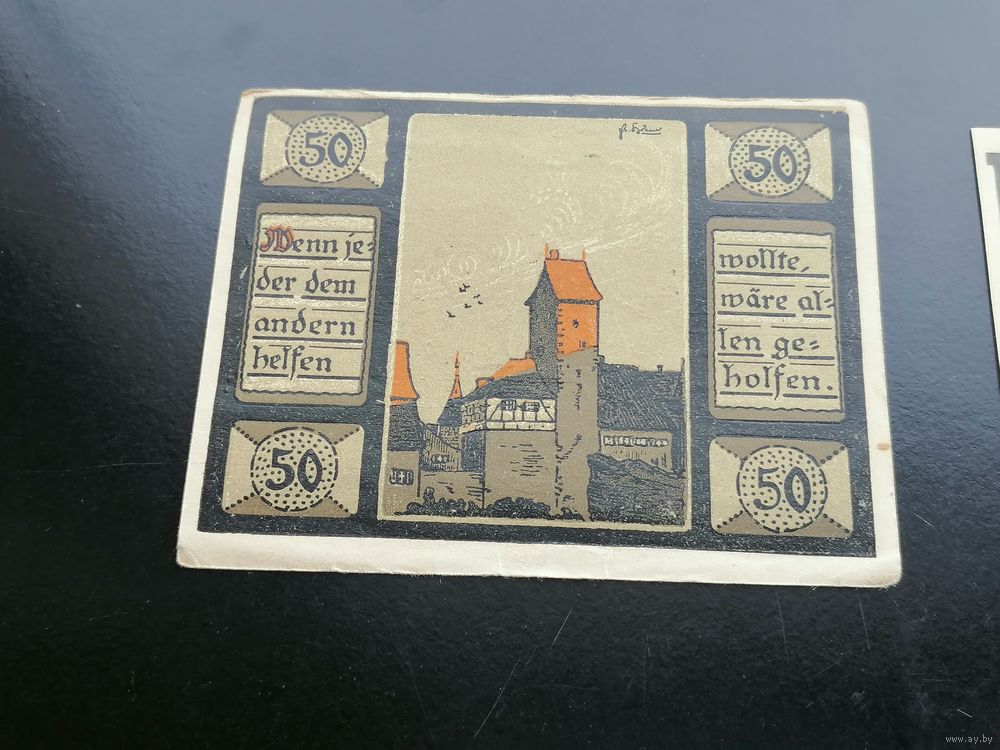 50
50
Wenn je=
der dem
andern
helfen
wollte,
wäre al=
len ge=
holfen.
50
50
www.ay.by